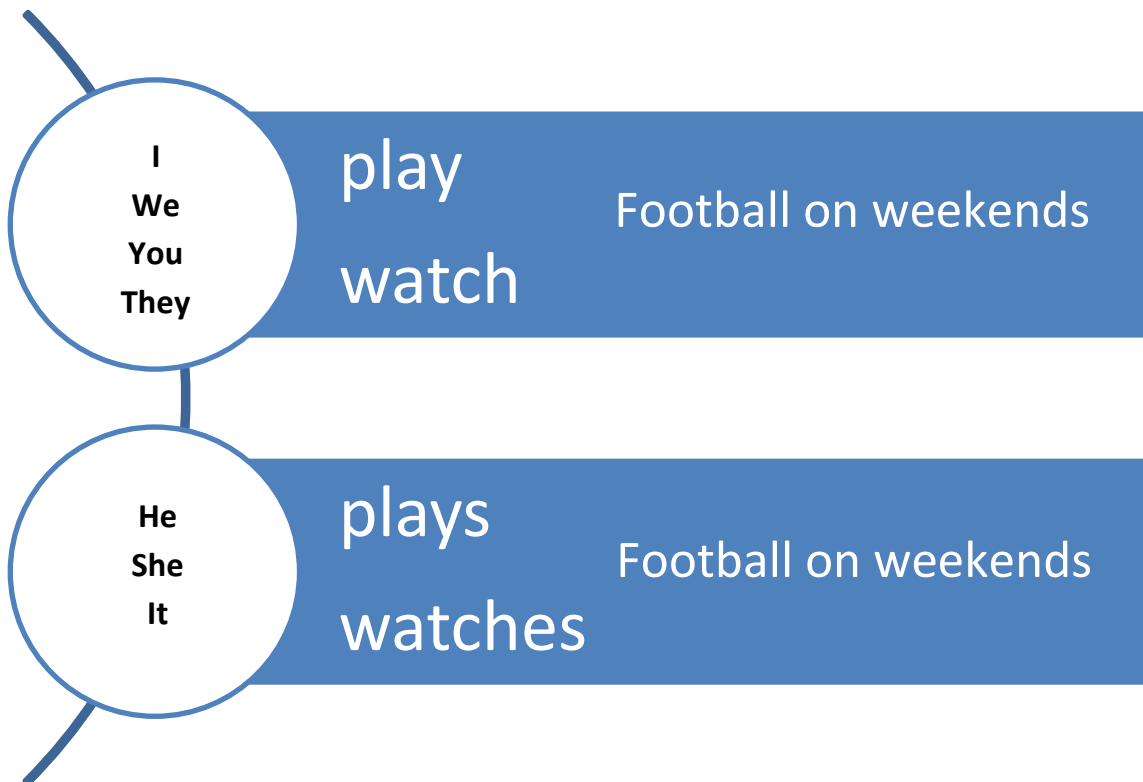 I
We
You
They
play
watch
Football on weekends
He
She
It
plays
watches
Football on weekends